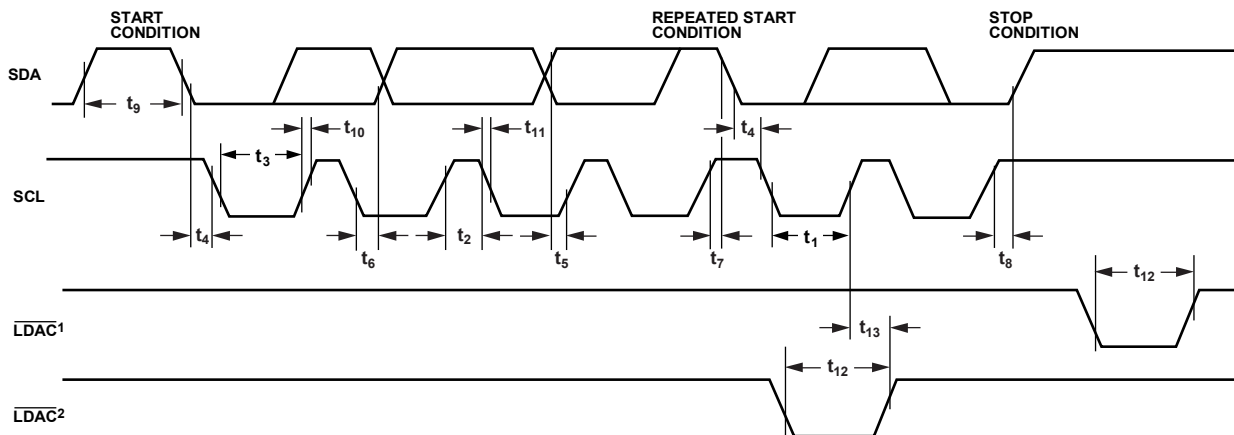 START
CONDITION
REPEATED START
CONDITION
STOP
CONDITION
SDA
t9
t10
t11
t4
t3
SCL
t4
t6
t2
t5
t7
t1
t8
t12
LDAC1
t13
t12
LDAC2